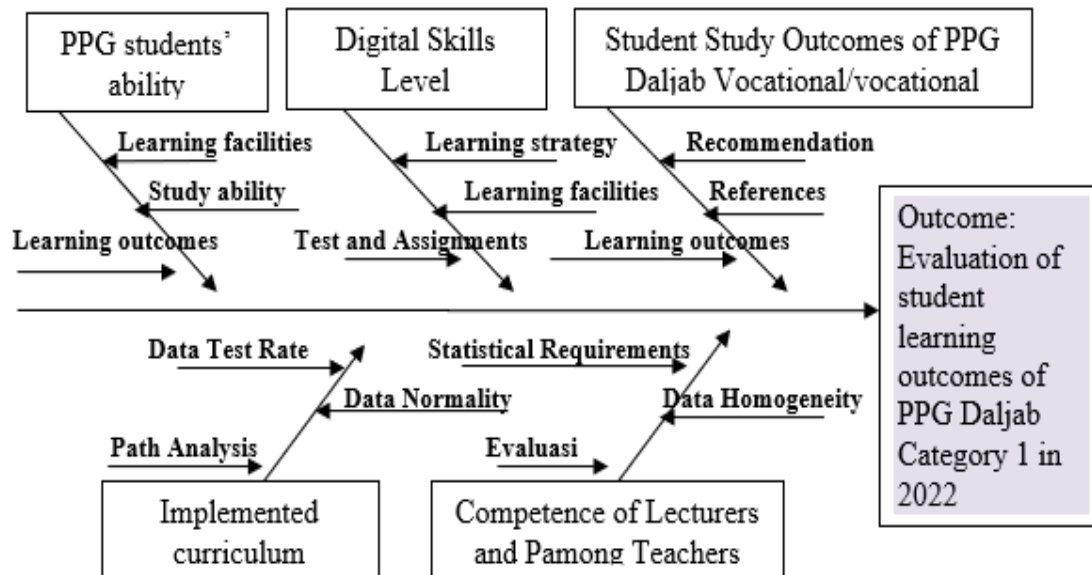 PPG students’
ability
Digital Skills
Level
Student Study Outcomes of PPG
Daljab Vocational/vocational
Learning facilities
Study ability
Learning outcomes
Learning strategy
Learning facilities
Test and Assignments
Recommendation
References
Learning outcomes
Outcome:
Evaluation of
student
learning
outcomes of
PPG Daljab
Category 1 in
2022
Data Test Rate
Data Normality
Path Analysis
Statistical Requirements
Data Homogeneity
Evaluasi
Implemented
curriculum
Competence of Lecturers
and Pamong Teachers